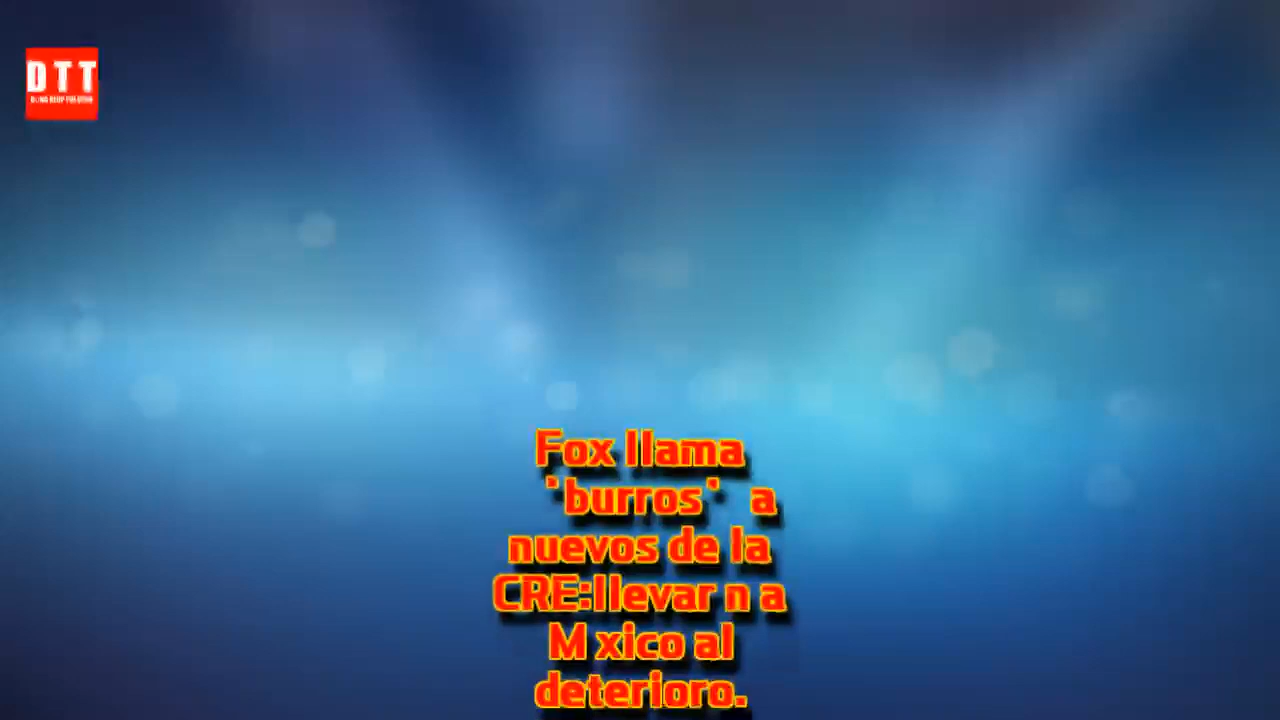 DTT
Fox llama
'burros' a
nuevos de la
CRE:llevar n a
M xico al
deterioro.